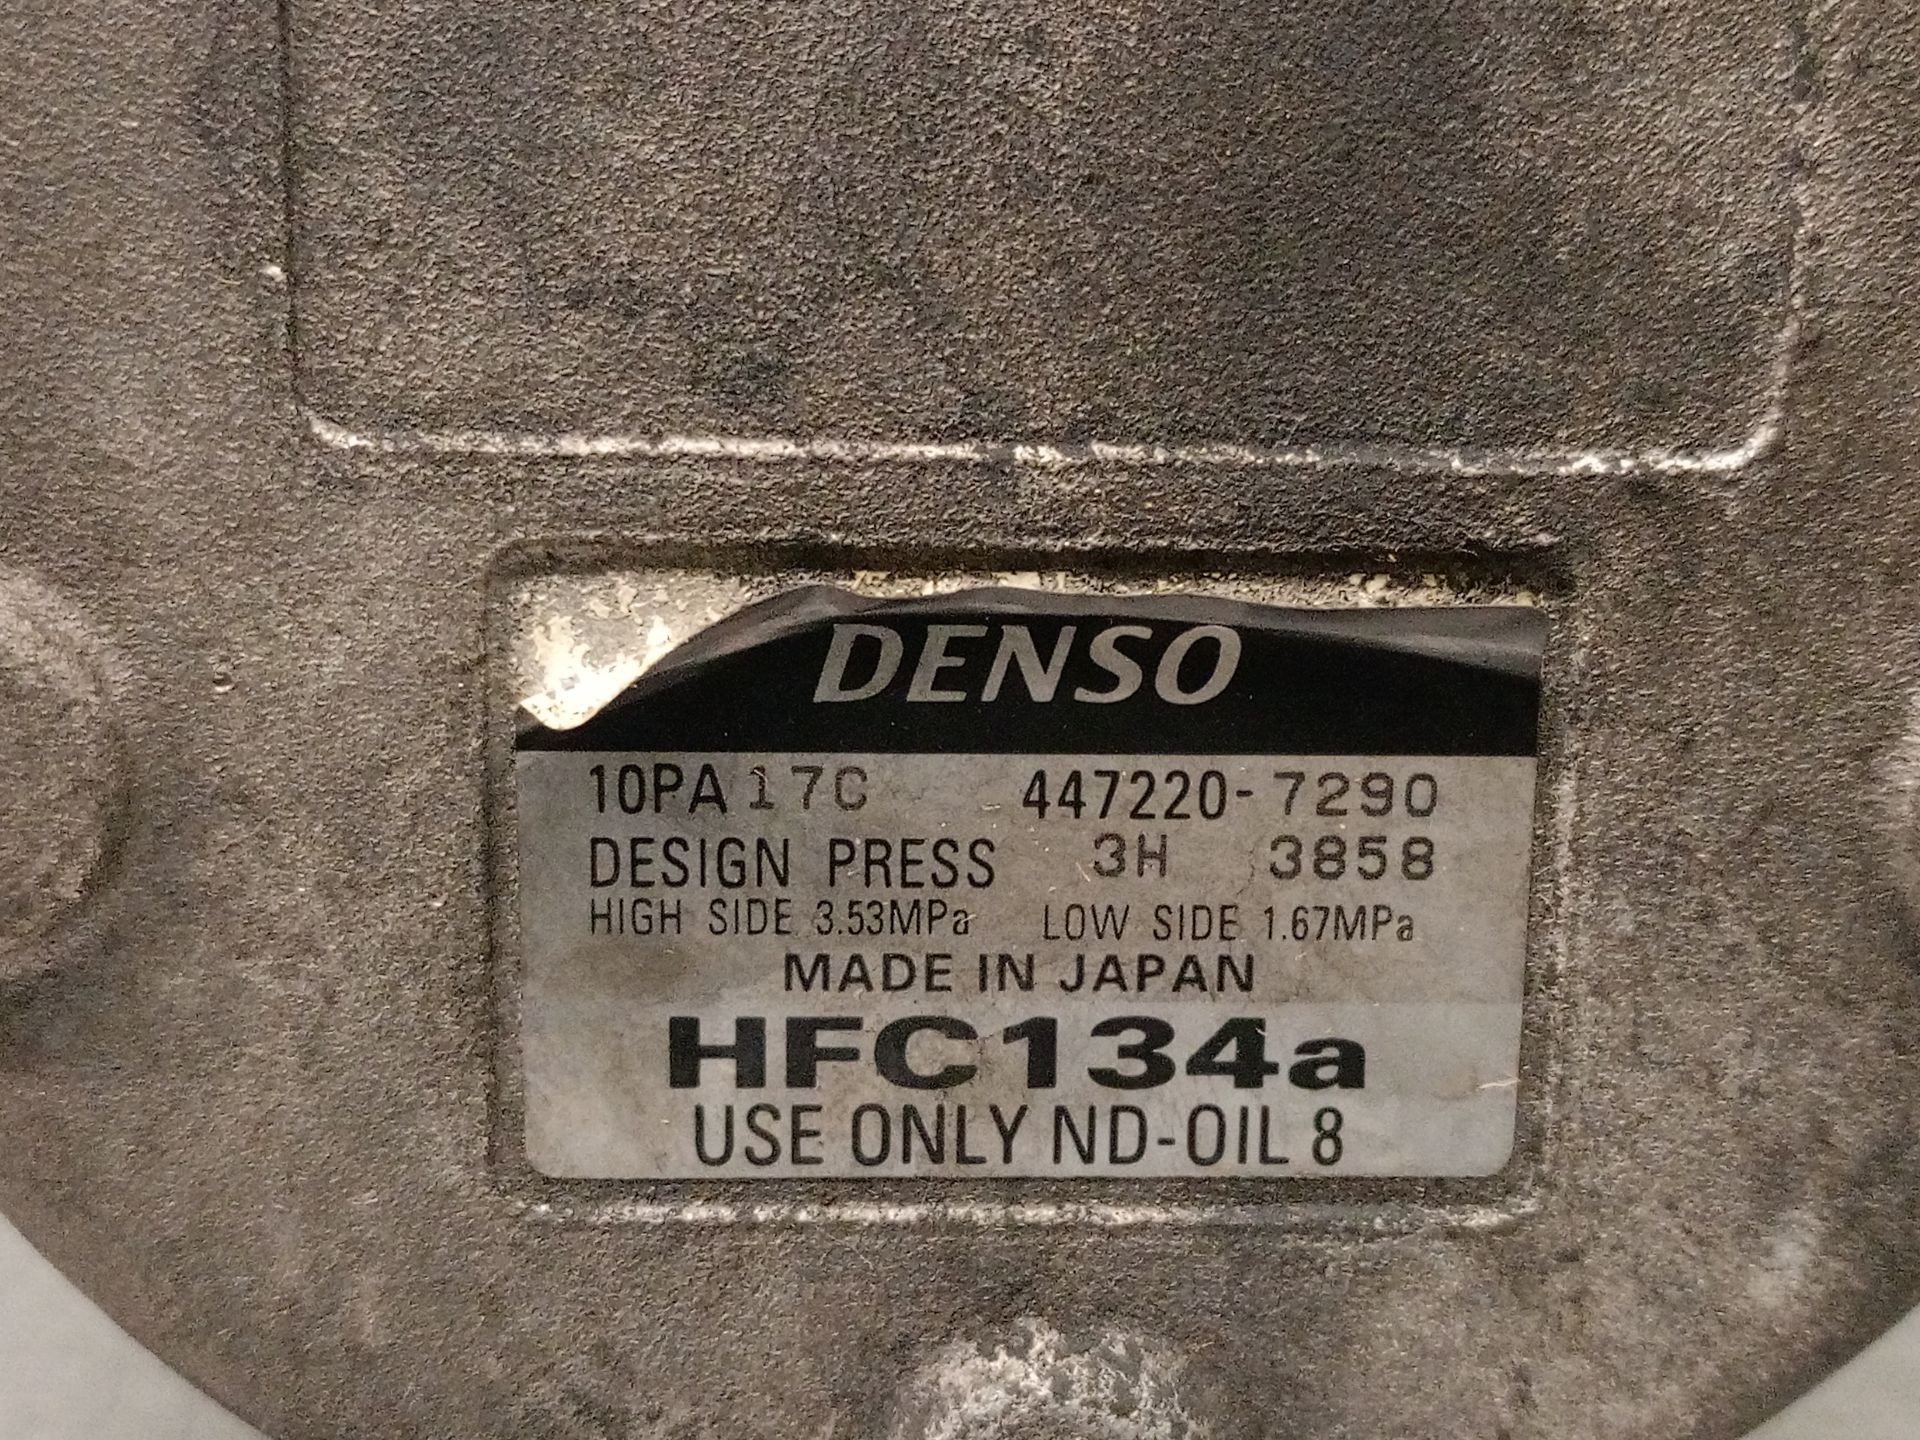 DENSO
10PA17C 447220-7290
DESIGN PRESS 3H 3858
HIGH SIDE 3.53MPa LOW SIDE 1.67MPa
MADE IN JAPAN
HFC134a
USE ONLY ND-OIL 8